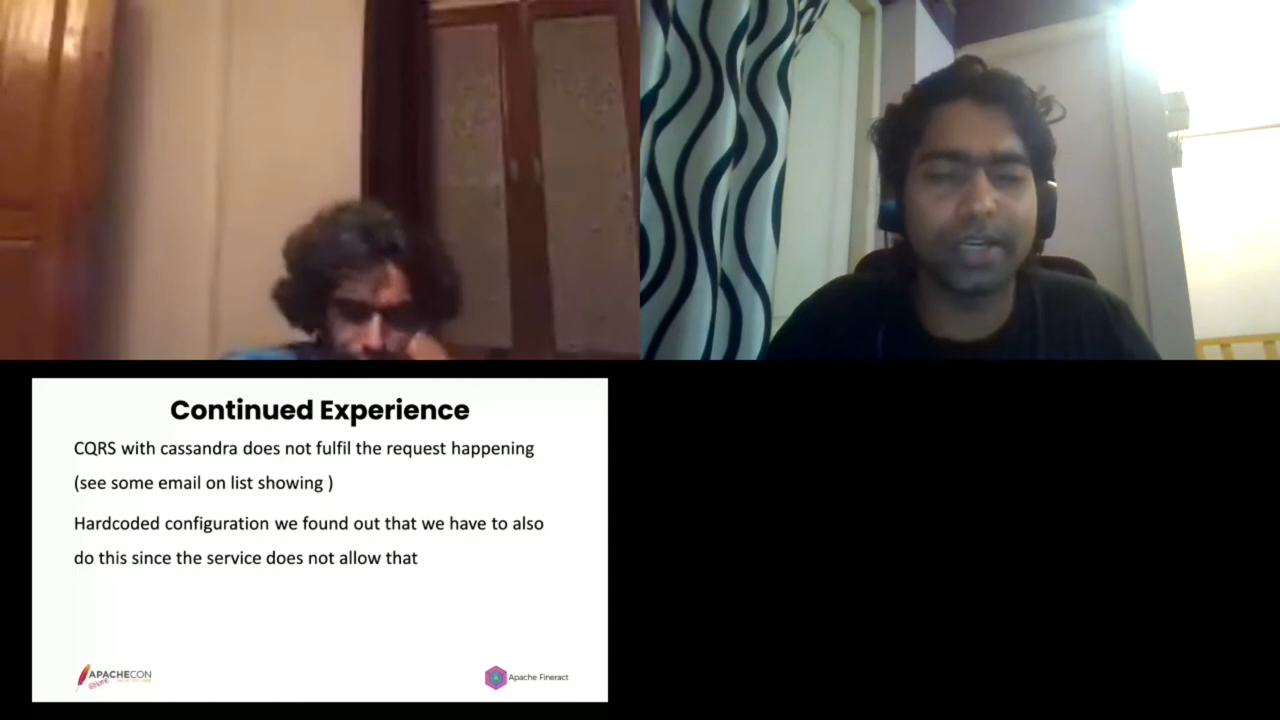 Continued Experience
CQRS with cassandra does not fulfil the request happening
(see some email on list showing )
Hardcoded configuration we found out that we have to also
do this since the service does not allow that
APACHECON
@Home
Apache Fineract